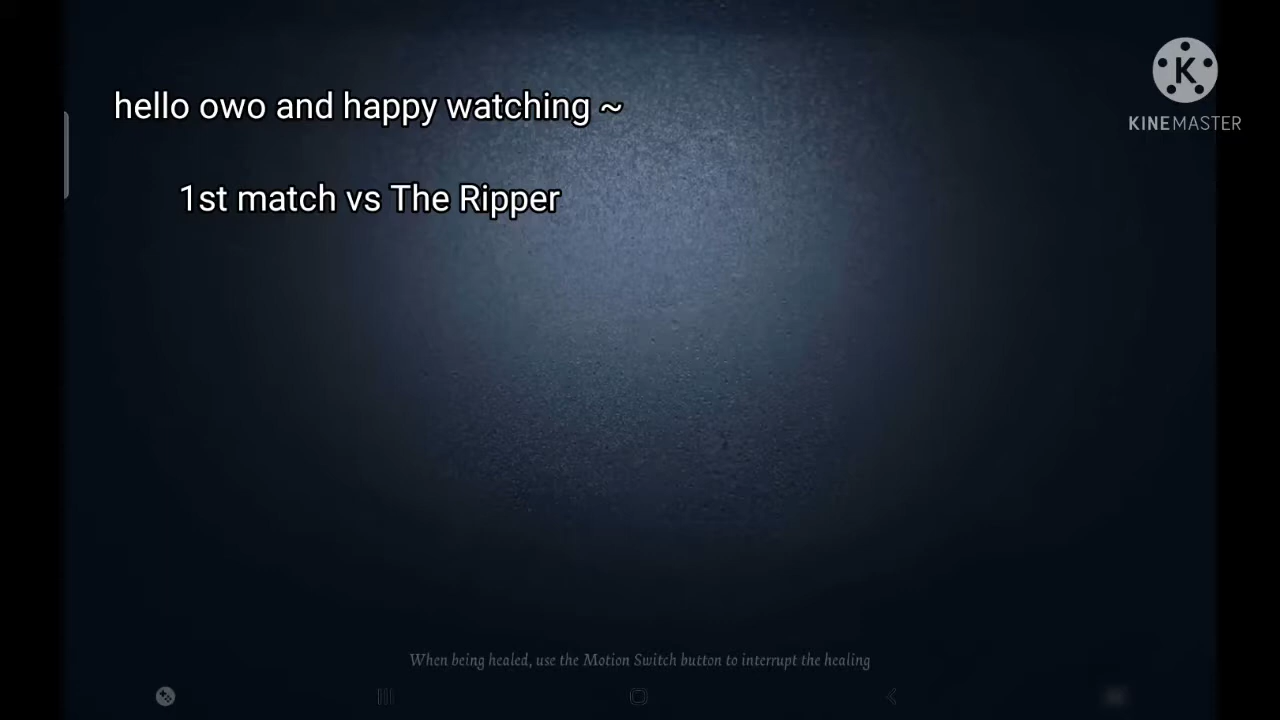 hello owo and happy watching ~
K
KINEMASTER
1st match vs The Ripper
When being healed, use the Motion Switch button to interrupt the healing